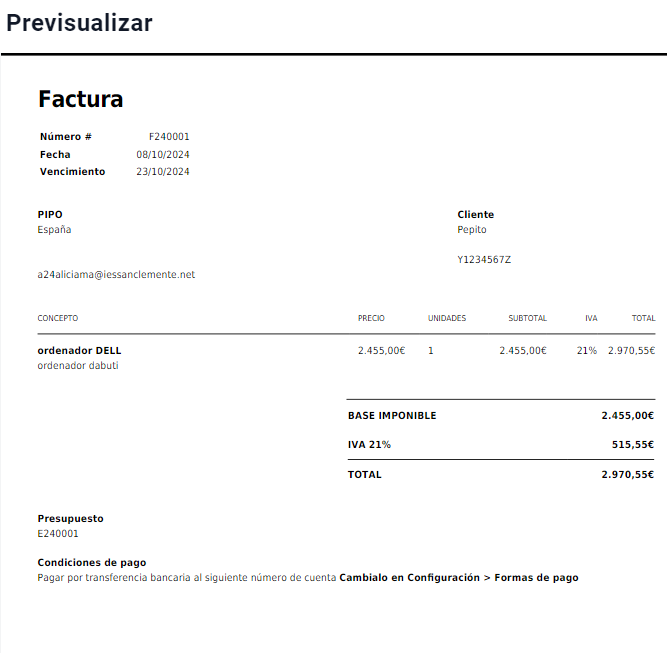 Previsualizar
Factura
Número # F240001
Fecha 08/10/2024
Vencimiento 23/10/2024
PIPO
España
a24aliciama@iessanclemente.net
Cliente
Pepito
Y1234567Z
CONCEPTO PRECIO UNIDADES SUBTOTAL IVA TOTAL
ordenador DELL 2.455,00€ 1 2.455,00€ 21% 2.970,55€
ordenador dabuti
BASE IMPONIBLE 2.455,00€
IVA 21% 515,55€
TOTAL 2.970,55€
Presupuesto
E240001
Condiciones de pago
Pagar por transferencia bancaria al siguiente número de cuenta Cambialo en Configuración > Formas de pago